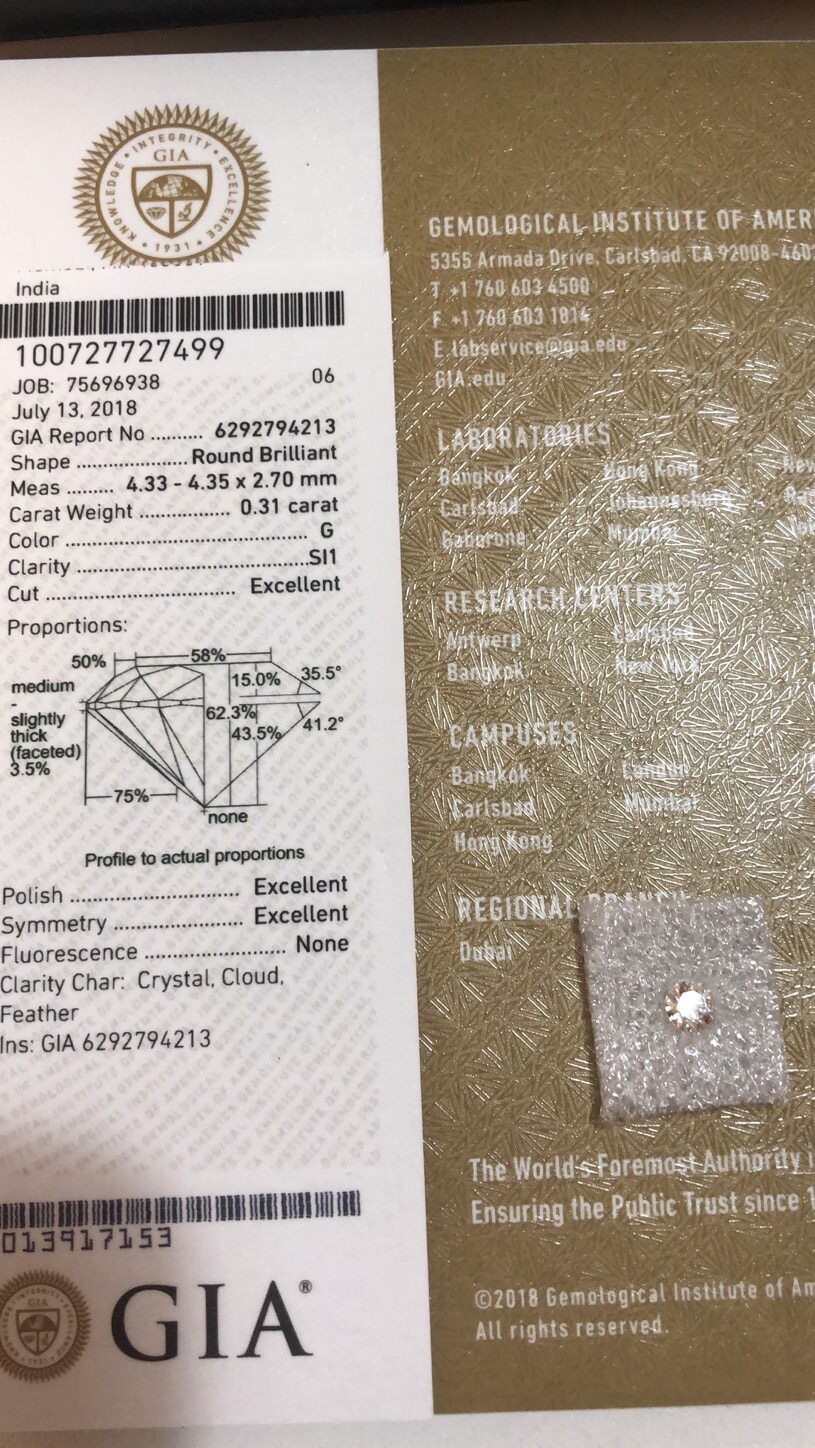 KNOWLEDGE • INTEGRITY • EXCELLENCE
GIA
• 1931 •
India
100727727499
JOB: 75696938 06
July 13, 2018
GIA Report No .......... 6292794213
Shape ..................... Round Brilliant
Meas ......... 4.33 - 4.35 x 2.70 mm
Carat Weight ................. 0.31 carat
Color ................................................ G
Clarity ............................................ SI1
Cut ................................... Excellent
Proportions:
50% 58%
15.0% 35.5°
medium
-
slightly
thick
(faceted)
3.5%
62.3%
43.5% 41.2°
75%
none
Profile to actual proportions
Polish ............................... Excellent
Symmetry ........................ Excellent
Fluorescence .......................... None
Clarity Char: Crystal, Cloud,
Feather
Ins: GIA 6292794213
013917153
GIA®
GEMOLOGICAL INSTITUTE OF AMER
5355 Armada Drive, Carlsbad, CA 92008-460
T +1 760 603 4500
F +1 760 603 1814
E labservice@gia.edu
GIA.edu
LABORATORIES
Bangkok Hong Kong New
Carlsbad Johannesburg
Gaborone Mumbai
RESEARCH CENTERS
Antwerp Carlsbad
Bangkok New York
CAMPUSES
Bangkok London
Carlsbad Mumbai
Hong Kong
REGIONAL
Dubai
The World's Foremost Authority i
Ensuring the Public Trust since 1
©2018 Gemological Institute of Am
All rights reserved.